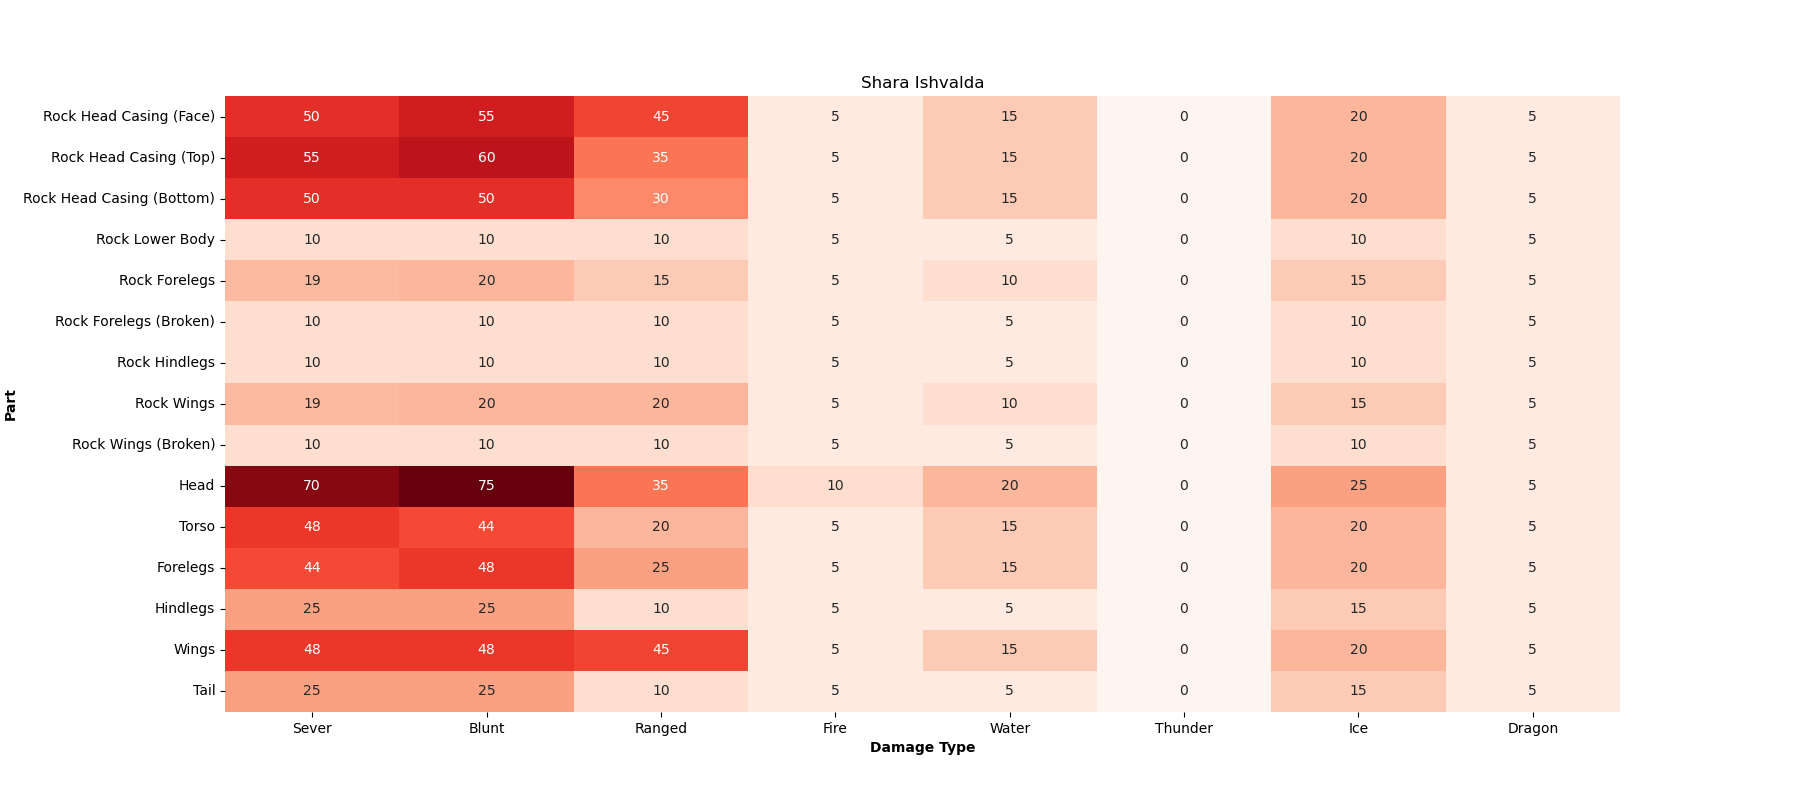 Shara Ishvalda
Part
Rock Head Casing (Face) 50 55 45 5 15 0 20 5
Rock Head Casing (Top) 55 60 35 5 15 0 20 5
Rock Head Casing (Bottom) 50 50 30 5 15 0 20 5
Rock Lower Body 10 10 10 5 5 0 10 5
Rock Forelegs 19 20 15 5 10 0 15 5
Rock Forelegs (Broken) 10 10 10 5 5 0 10 5
Rock Hindlegs 10 10 10 5 5 0 10 5
Rock Wings 19 20 20 5 10 0 15 5
Rock Wings (Broken) 10 10 10 5 5 0 10 5
Head 70 75 35 10 20 0 25 5
Torso 48 44 20 5 15 0 20 5
Forelegs 44 48 25 5 15 0 20 5
Hindlegs 25 25 10 5 5 0 15 5
Wings 48 48 45 5 15 0 20 5
Tail 25 25 10 5 5 0 15 5
Sever Blunt Ranged Fire Water Thunder Ice Dragon
Damage Type